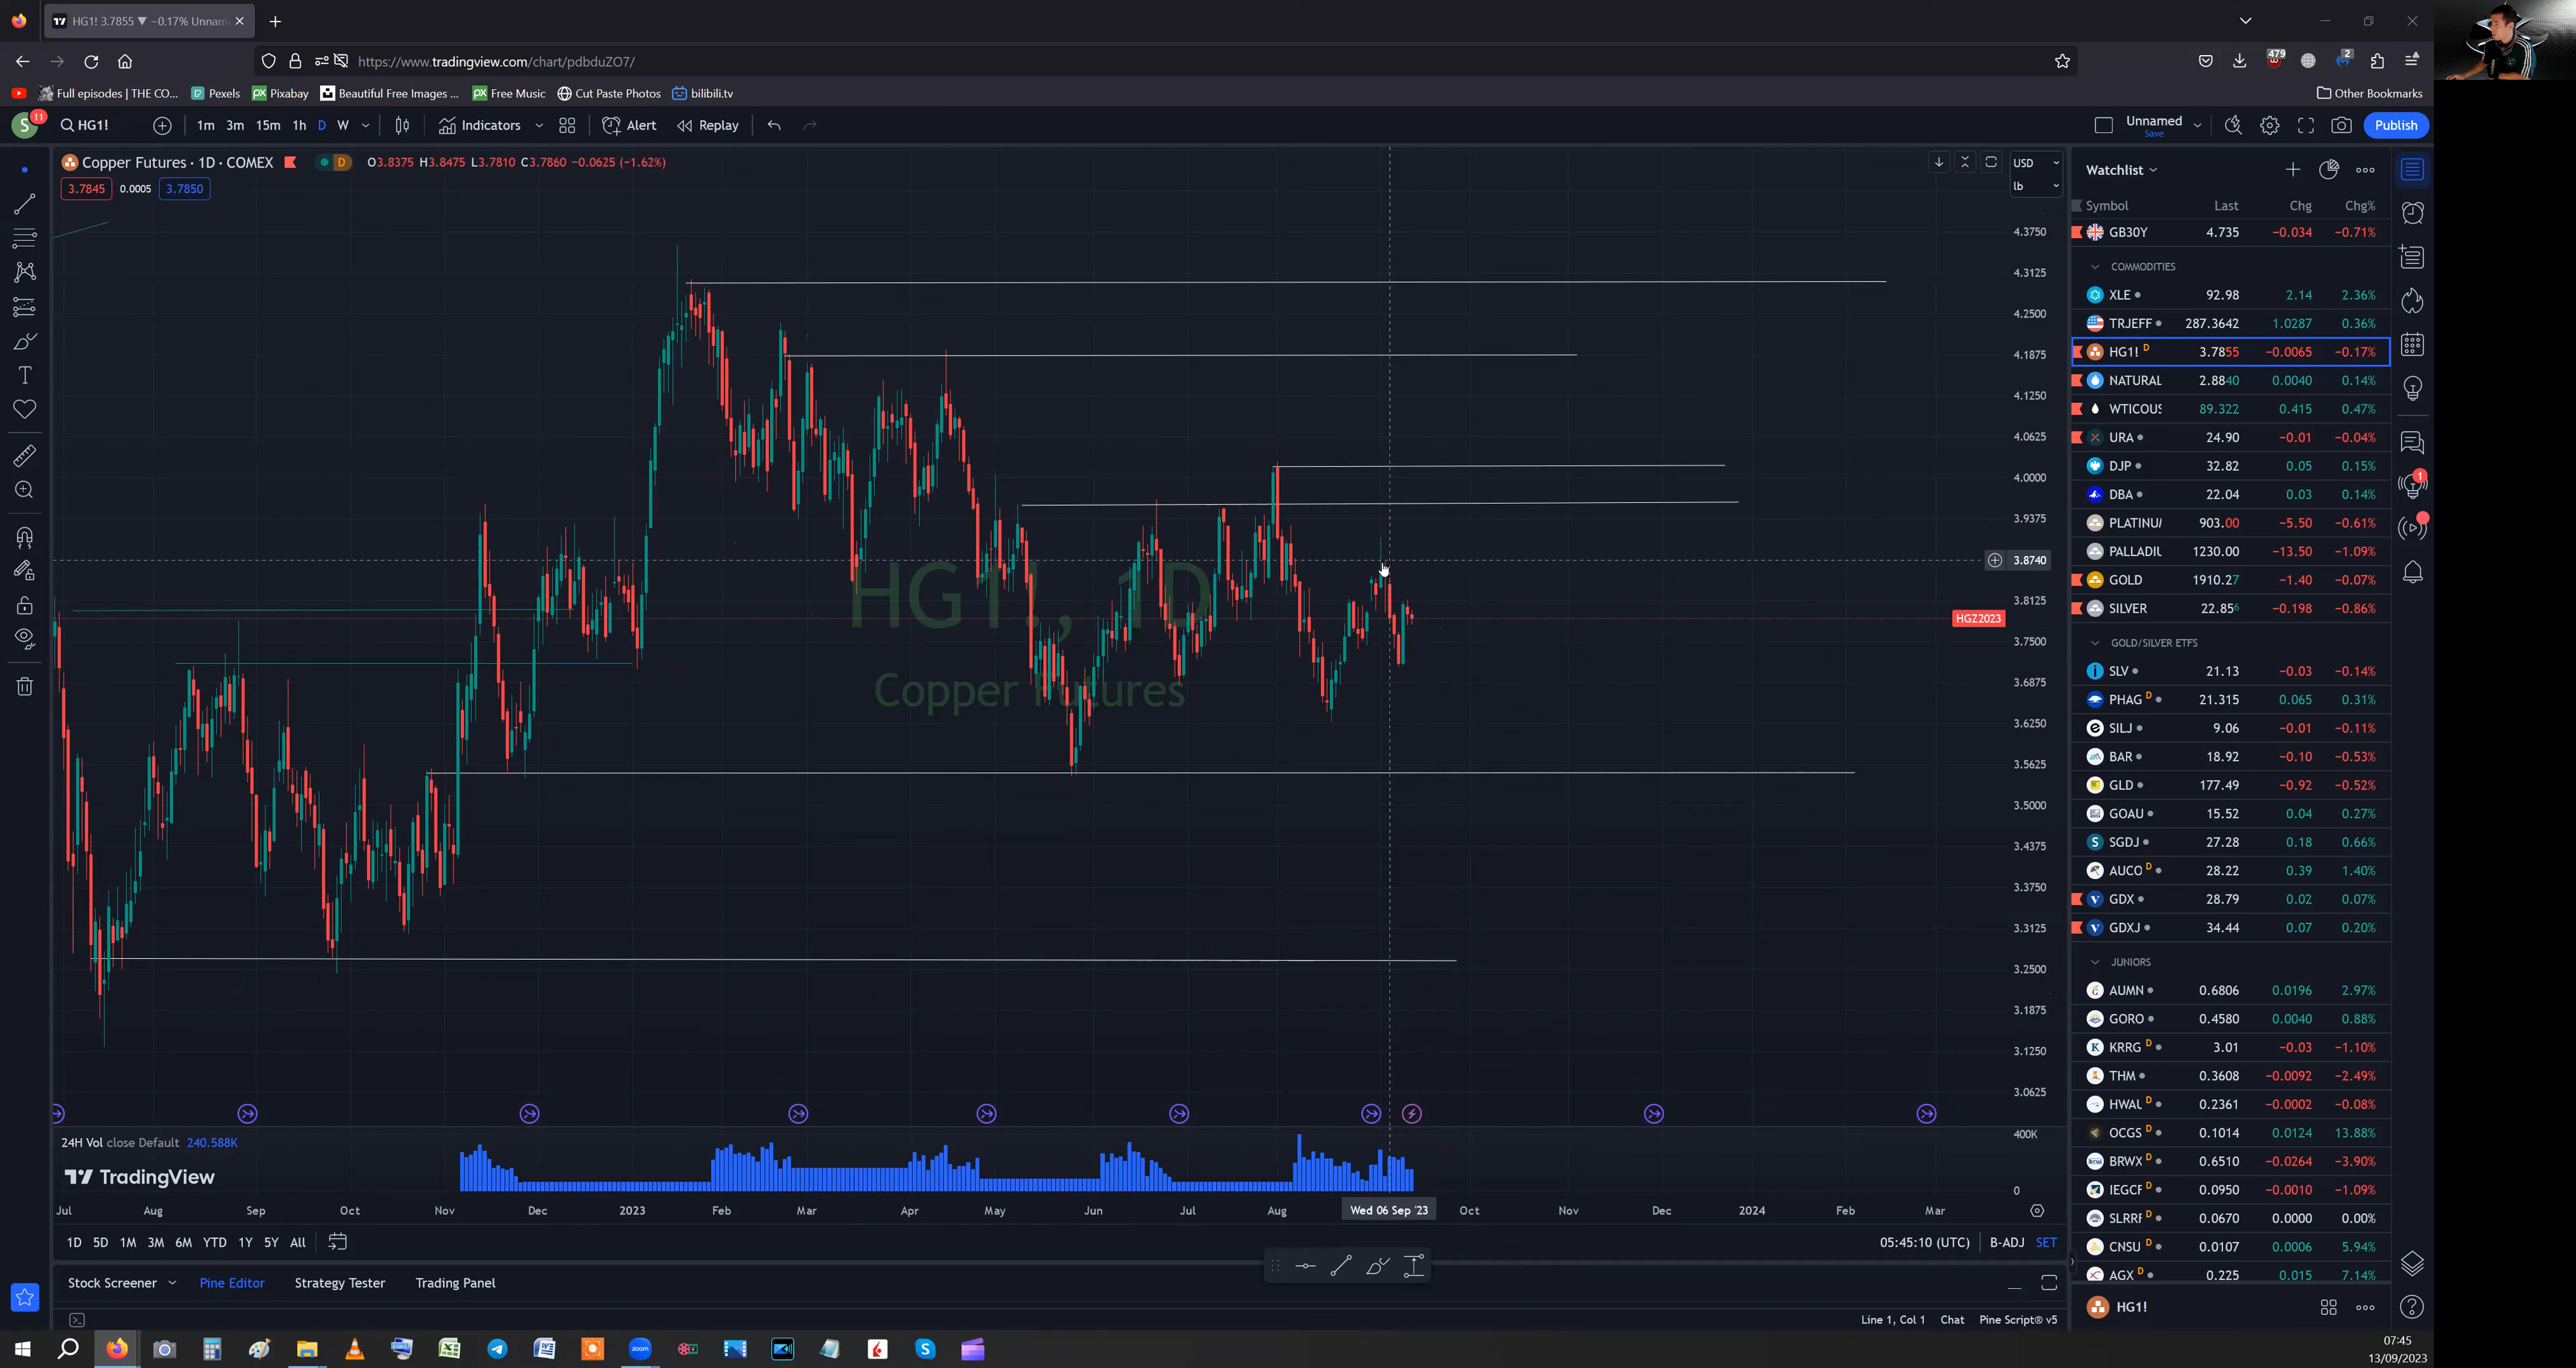 HG1! 3.7855 ▼ −0.17% Unnam
https://www.tradingview.com/chart/pdbduZO7/
479
2
Full episodes | THE CO...
Pexels
Pixabay
Beautiful Free Images ...
Free Music
Cut Paste Photos
bilibili.tv
Other Bookmarks
S 11 HG1! 1m 3m 15m 1h D W Indicators Alert Replay Unnamed Save Publish
Copper Futures · 1D · COMEX D O3.8375 H3.8475 L3.7810 C3.7860 −0.0625 (−1.62%)
3.7845 0.0005 3.7850
USD
lb
4.3750
4.3125
4.2500
4.1875
4.1250
4.0625
4.0000
3.9375
3.8740
3.8125
HGZ2023
3.7500
3.6875
3.6250
3.5625
3.5000
3.4375
3.3750
3.3125
3.2500
3.1875
3.1250
3.0625
HG1!, 1D
Copper Futures
24H Vol close Default 240.588K
400K
0
TradingView
Jul Aug Sep Oct Nov Dec 2023 Feb Mar Apr May Jun Jul Aug Wed 06 Sep '23 Oct Nov Dec 2024 Feb Mar
1D 5D 1M 3M 6M YTD 1Y 5Y All
05:45:10 (UTC) B-ADJ SET
Stock Screener Pine Editor Strategy Tester Trading Panel
Line 1, Col 1 Chat Pine Script® v5
Watchlist
Symbol Last Chg Chg%
GB30Y 4.735 −0.034 −0.71%
COMMODITIES
XLE 92.98 2.14 2.36%
TRJEFF 287.3642 1.0287 0.36%
HG1! D 3.7855 −0.0065 −0.17%
NATURAL 2.8840 0.0040 0.14%
WTICOUS 89.322 0.415 0.47%
URA 24.90 −0.01 −0.04%
DJP 32.82 0.05 0.15%
DBA 22.04 0.03 0.14%
PLATINU 903.00 −5.50 −0.61%
PALLADIU 1230.00 −13.50 −1.09%
GOLD 1910.27 −1.40 −0.07%
SILVER 22.856 −0.198 −0.86%
GOLD/SILVER ETFS
SLV 21.13 −0.03 −0.14%
PHAG D 21.315 0.065 0.31%
SILJ 9.06 −0.01 −0.11%
BAR 18.92 −0.10 −0.53%
GLD 177.49 −0.92 −0.52%
GOAU 15.52 0.04 0.27%
SGDJ 27.28 0.18 0.66%
AUCO D 28.22 0.39 1.40%
GDX 28.79 0.02 0.07%
GDXJ 34.44 0.07 0.20%
JUNIORS
AUMN 0.6806 0.0196 2.97%
GORO 0.4580 0.0040 0.88%
KRRG D 3.01 −0.03 −1.10%
THM 0.3608 −0.0092 −2.49%
HWAL D 0.2361 −0.0002 −0.08%
OCGS D 0.1014 0.0124 13.88%
BRWX D 0.6510 −0.0264 −3.90%
IEGCF D 0.0950 −0.0010 −1.09%
SLRRF D 0.0670 0.0000 0.00%
CNSU D 0.0107 0.0006 5.94%
AGX D 0.225 0.015 7.14%
HG1!
1
zoom
07:45
13/09/2023